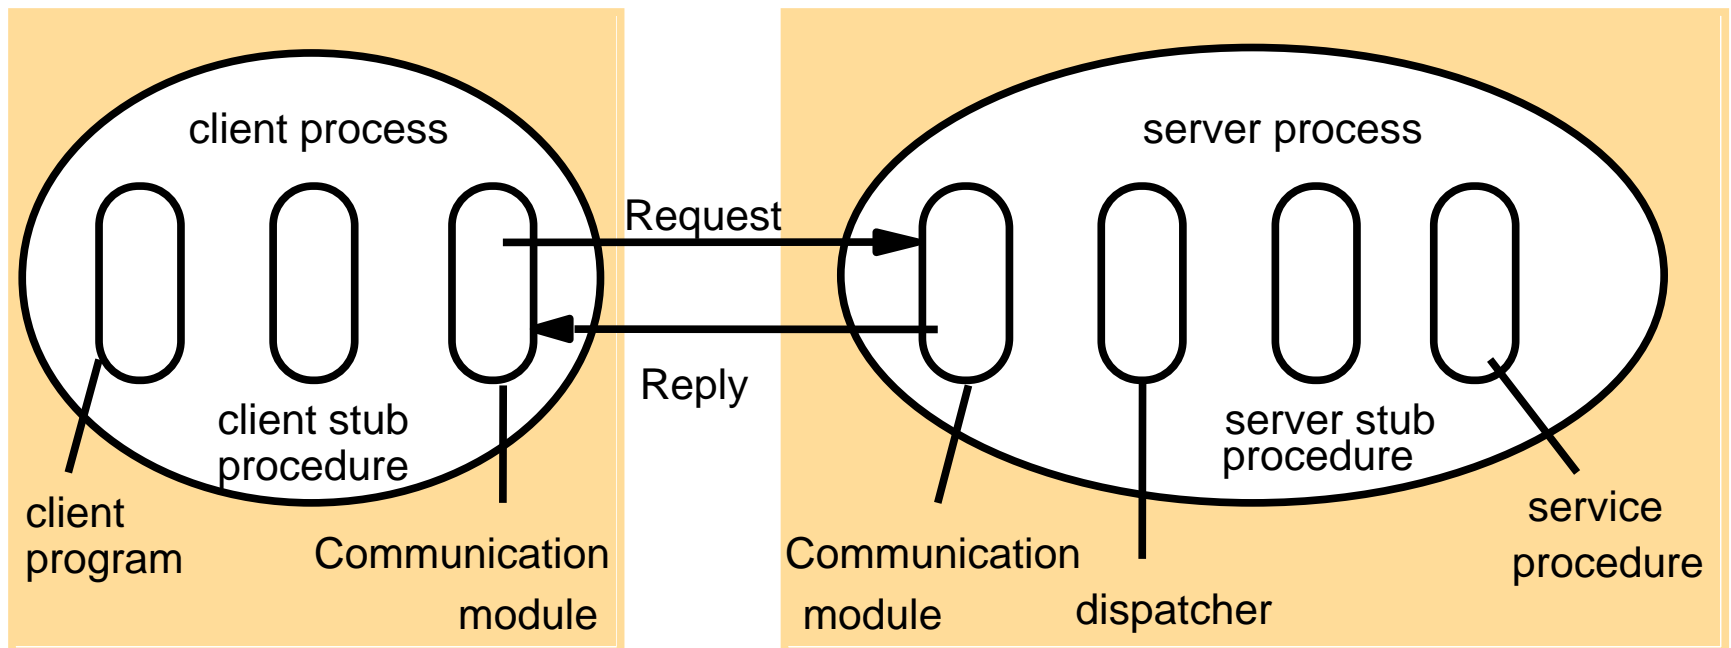 client process
server process
Request
Reply
client stub
procedure
server stub
procedure
client
program
Communication
module
Communication
module
dispatcher
service
procedure